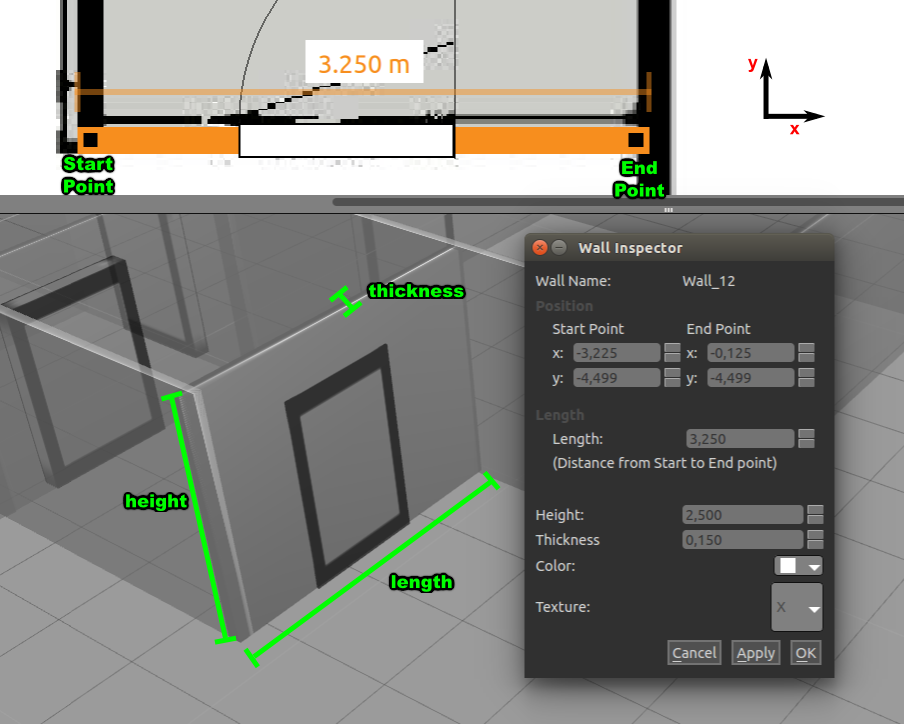 3.250 m
y
x
Start
Point
End
Point
thickness
height
length
Wall Inspector
Wall Name: Wall_12
Position
Start Point End Point
x: -3,225 x: -0,125
y: -4,499 y: -4,499
Length
Length: 3,250
(Distance from Start to End point)
Height: 2,500
Thickness 0,150
Color:
Texture: X
Cancel Apply OK